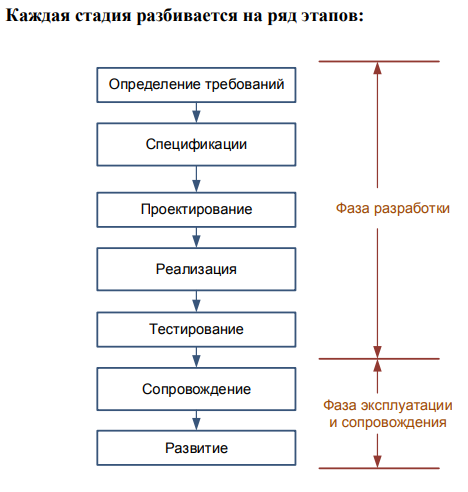 Каждая стадия разбивается на ряд этапов:
Определение требований
Спецификации
Проектирование
Фаза разработки
Реализация
Тестирование
Сопровождение
Фаза эксплуатации
и сопровождения
Развитие